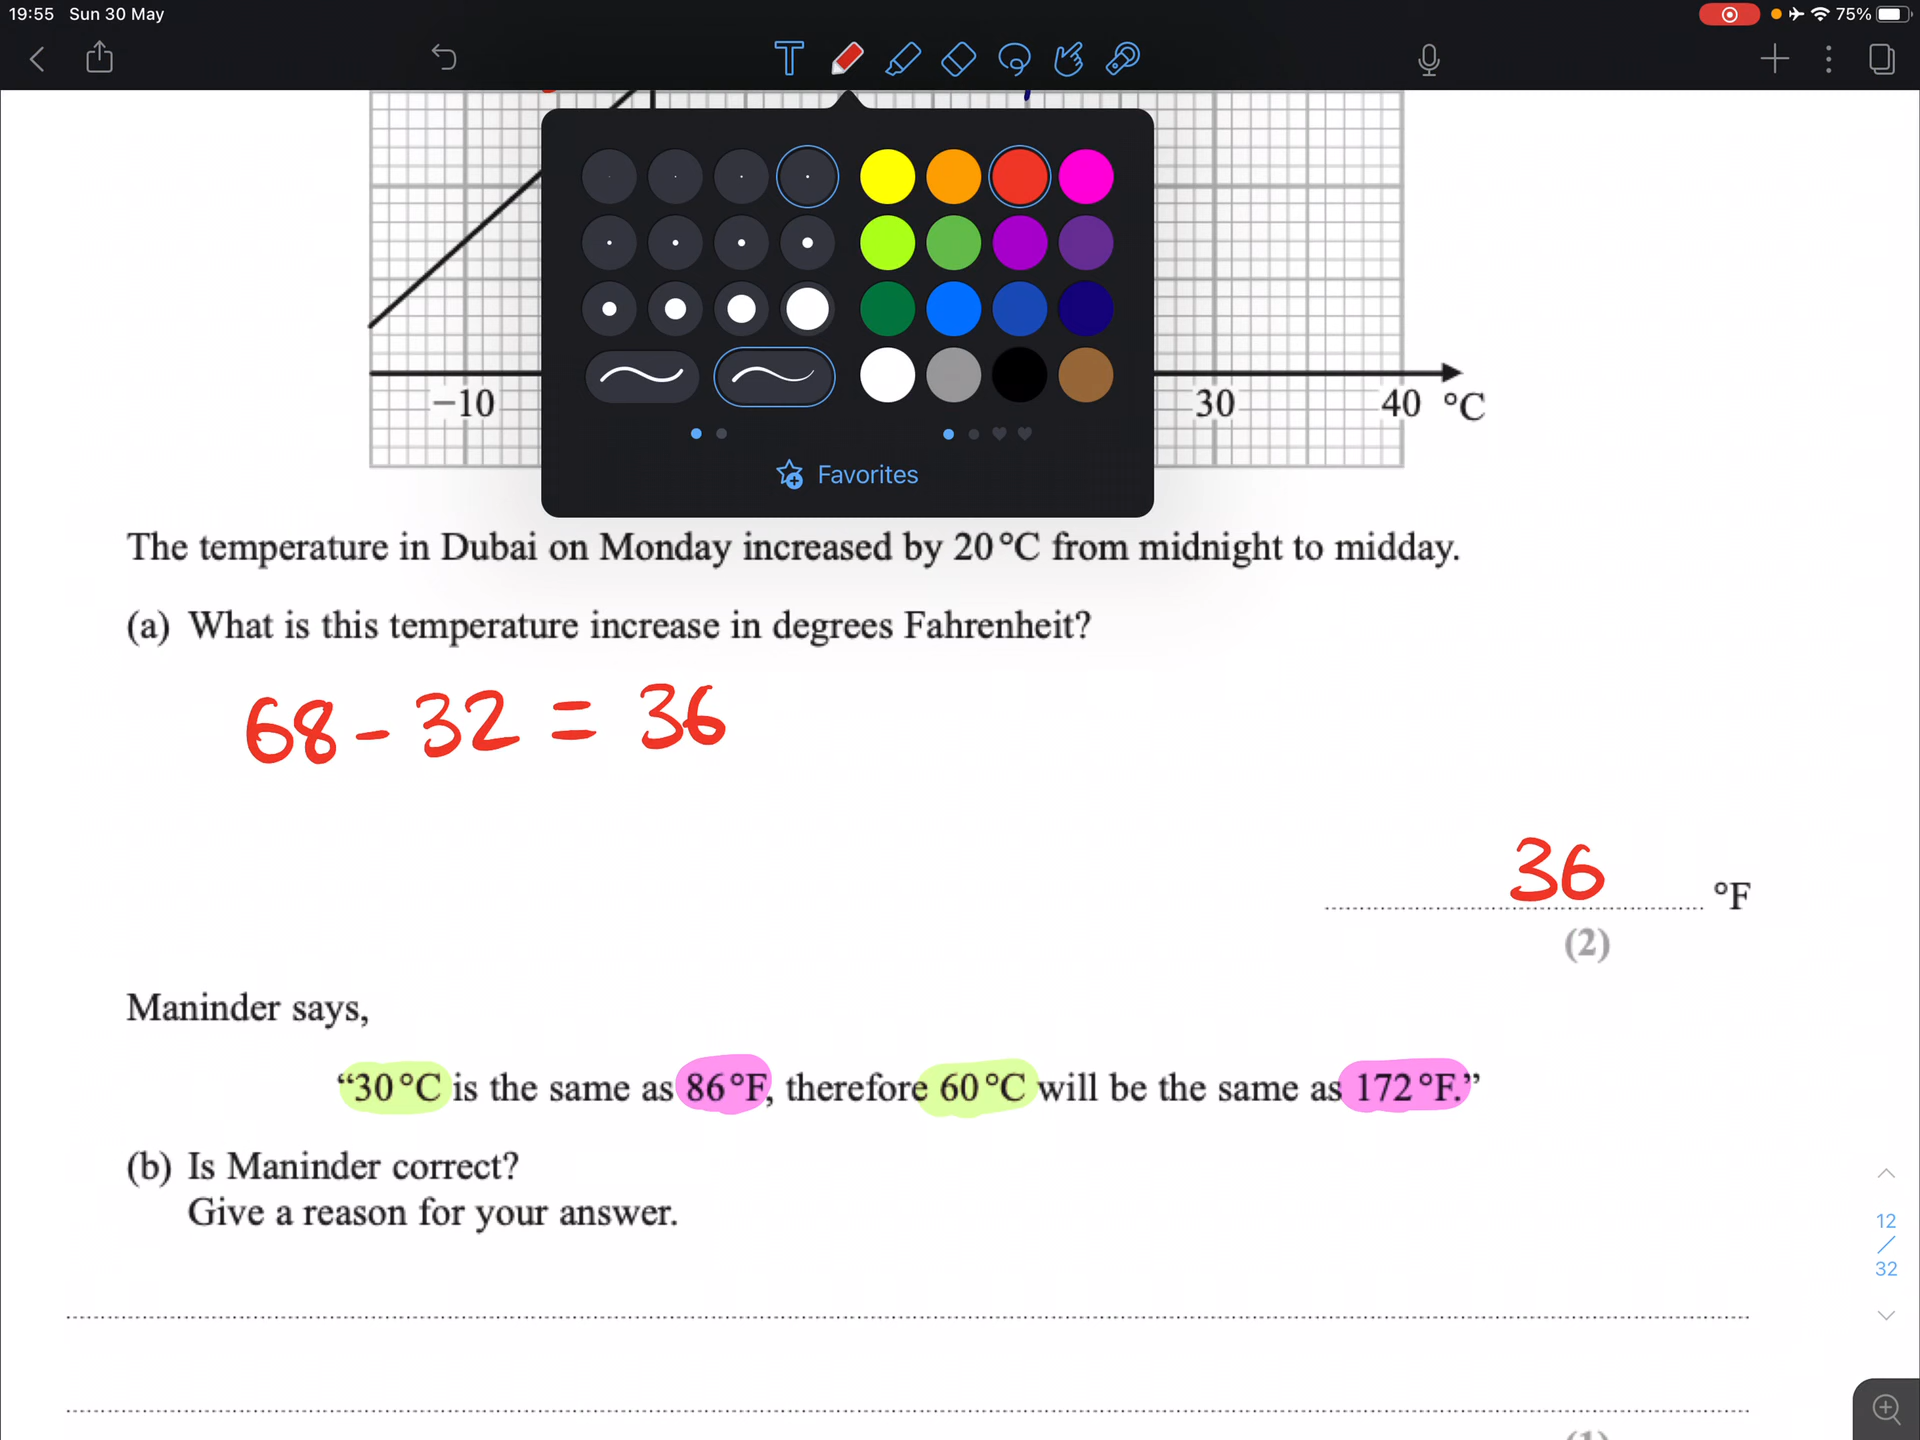 19:55 Sun 30 May
75%
T
−10
30
40 °C
Favorites
The temperature in Dubai on Monday increased by 20 °C from midnight to midday.
(a) What is this temperature increase in degrees Fahrenheit?
68 - 32 = 36
36 °F
(2)
Maninder says,
“30 °C is the same as 86 °F, therefore 60 °C will be the same as 172 °F.”
(b) Is Maninder correct?
Give a reason for your answer.
12
/
32